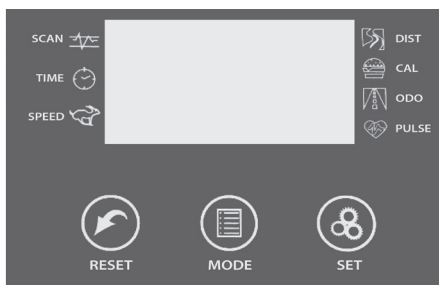 SCAN
TIME
SPEED
DIST
CAL
ODO
PULSE
RESET
MODE
SET